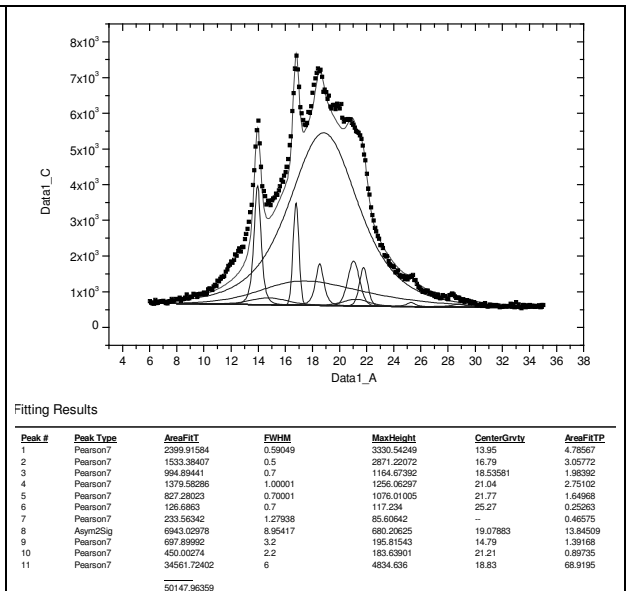 8x10³
7x10³
6x10³
5x10³
4x10³
3x10³
2x10³
1x10³
0
Data1_C
4 6 8 10 12 14 16 18 20 22 24 26 28 30 32 34 36 38
Data1_A
Fitting Results
Peak # Peak Type AreaFitT FWHM MaxHeight CenterGrvty AreaFitTP
1 Pearson7 2399.91584 0.59049 3330.54249 13.95 4.78567
2 Pearson7 1533.38407 0.5 2871.22072 16.79 3.05772
3 Pearson7 994.89441 0.7 1164.67392 18.53581 1.98392
4 Pearson7 1379.58286 1.00001 1256.06297 21.04 2.75102
5 Pearson7 827.28023 0.70001 1076.01005 21.77 1.64968
6 Pearson7 126.6863 0.7 117.234 25.27 0.25263
7 Pearson7 233.56342 1.27938 85.60642 -- 0.46575
8 Asym2Sig 6943.02978 8.95417 680.20625 19.07883 13.84509
9 Pearson7 697.89992 3.2 195.81543 14.79 1.39168
10 Pearson7 450.00274 2.2 183.63901 21.21 0.89735
11 Pearson7 34561.72402 6 4834.636 18.83 68.9195
50147.96359